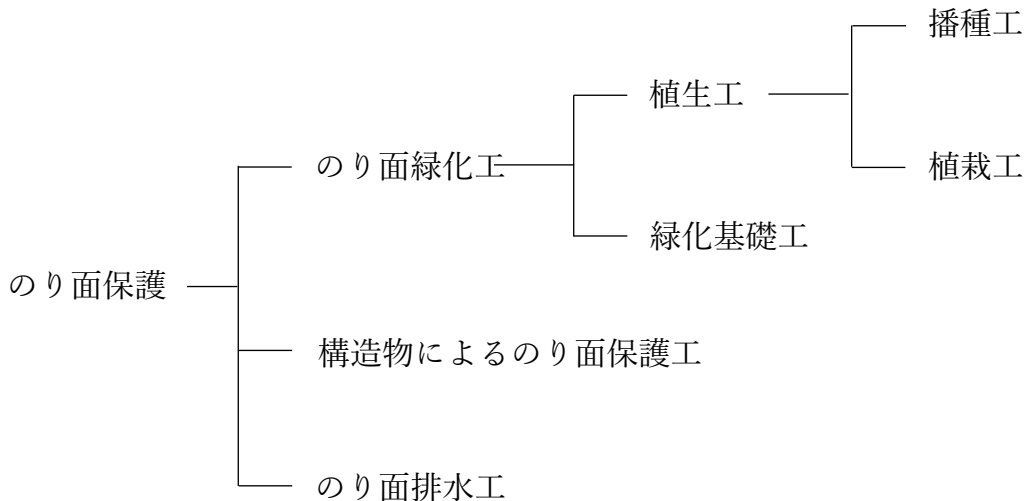 播種工
植生工
のり面緑化工
植栽工
緑化基礎工
のり面保護
構造物によるのり面保護工
のり面排水工